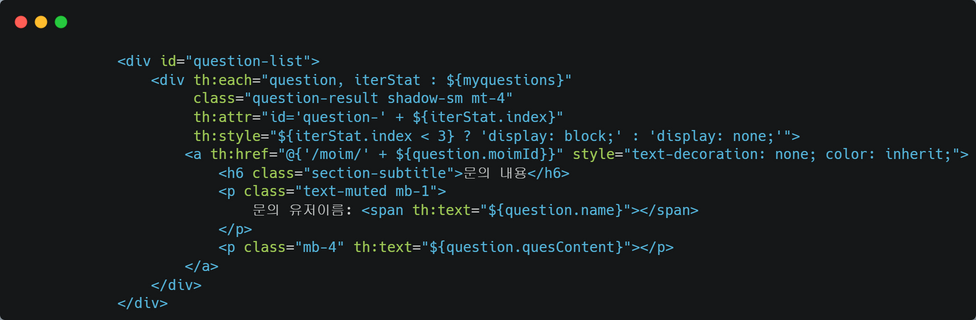 <div id="question-list">
<div th:each="question, iterStat : ${myquestions}"
class="question-result shadow-sm mt-4"
th:attr="id='question-' + ${iterStat.index}"
th:style="${iterStat.index < 3} ? 'display: block;' : 'display: none;'">
<a th:href="@{'/moim/' + ${question.moimId}}" style="text-decoration: none; color: inherit;">
<h6 class="section-subtitle">문의 내용</h6>
<p class="text-muted mb-1">
문의 유저이름: <span th:text="${question.name}"></span>
</p>
<p class="mb-4" th:text="${question.quesContent}"></p>
</a>
</div>
</div>